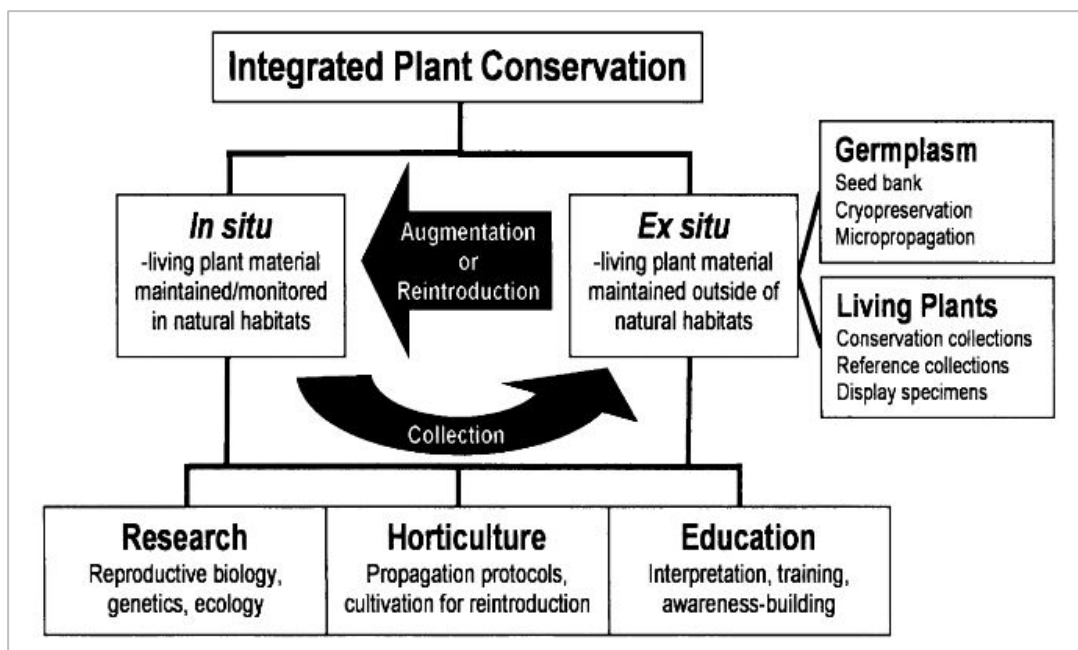 Integrated Plant Conservation
In situ
-living plant material
maintained/monitored
in natural habitats
Augmentation
or
Reintroduction
Ex situ
-living plant material
maintained outside of
natural habitats
Germplasm
Seed bank
Cryopreservation
Micropropagation
Living Plants
Conservation collections
Reference collections
Display specimens
Collection
Research
Reproductive biology,
genetics, ecology
Horticulture
Propagation protocols,
cultivation for reintroduction
Education
Interpretation, training,
awareness-building